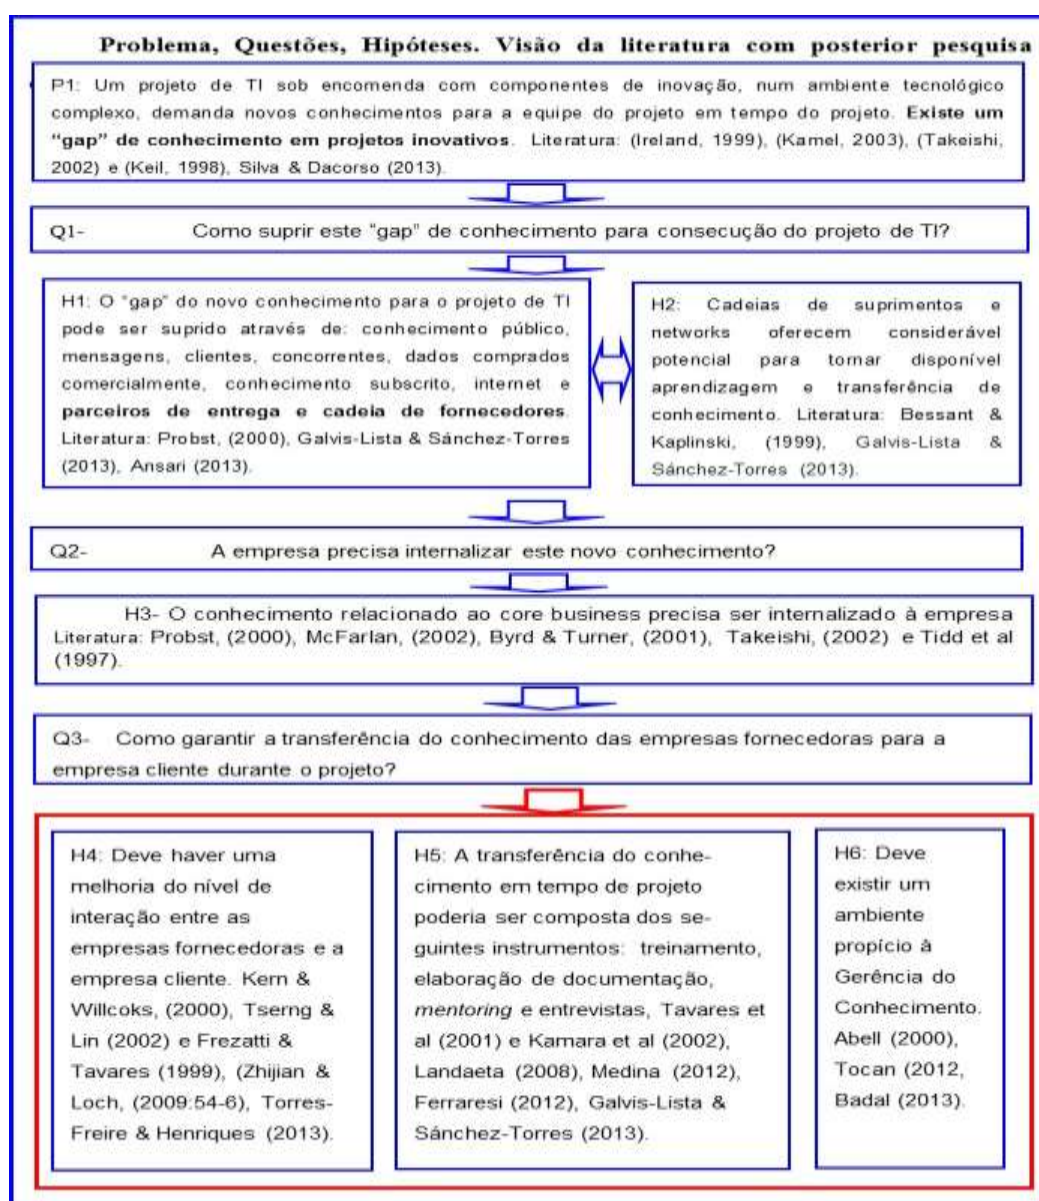 Problema, Questões, Hipóteses. Visão da literatura com posterior pesquisa
P1: Um projeto de TI sob encomenda com componentes de inovação, num ambiente tecnológico
complexo, demanda novos conhecimentos para a equipe do projeto em tempo do projeto. Existe um
“gap” de conhecimento em projetos inovativos. Literatura: (Ireland, 1999), (Kamel, 2003), (Takeishi,
2002) e (Keil, 1998), Silva & Dacorso (2013).
Q1- Como suprir este “gap” de conhecimento para consecução do projeto de TI?
H1: O “gap” do novo conhecimento para o projeto de TI
pode ser suprido através de: conhecimento público,
mensagens, clientes, concorrentes, dados comprados
comercialmente, conhecimento subscrito, internet e
parceiros de entrega e cadeia de fornecedores.
Literatura: Probst, (2000), Galvis-Lista & Sánchez-Torres
(2013), Ansari (2013).
H2: Cadeias de suprimentos e
networks oferecem considerável
potencial para tornar disponível
aprendizagem e transferência de
conhecimento. Literatura: Bessant &
Kaplinski, (1999), Galvis-Lista &
Sánchez-Torres (2013).
Q2- A empresa precisa internalizar este novo conhecimento?
H3- O conhecimento relacionado ao core business precisa ser internalizado à empresa
Literatura: Probst, (2000), McFarlan, (2002), Byrd & Turner, (2001), Takeishi, (2002) e Tidd et al
(1997).
Q3- Como garantir a transferência do conhecimento das empresas fornecedoras para a
empresa cliente durante o projeto?
H4: Deve haver uma
melhoria do nível de
interação entre as
empresas fornecedoras e a
empresa cliente. Kern &
Willcoks, (2000), Tserng &
Lin (2002) e Frezatti &
Tavares (1999), (Zhijian &
Loch, (2009:54-6), Torres-
Freire & Henriques (2013).
H5: A transferência do conhe-
cimento em tempo de projeto
poderia ser composta dos se-
guintes instrumentos: treinamento,
elaboração de documentação,
mentoring e entrevistas, Tavares et
al (2001) e Kamara et al (2002),
Landaeta (2008), Medina (2012),
Ferraresi (2012), Galvis-Lista &
Sánchez-Torres (2013).
H6: Deve
existir um
ambiente
propício à
Gerência do
Conhecimento.
Abell (2000),
Tocan (2012,
Badal (2013).